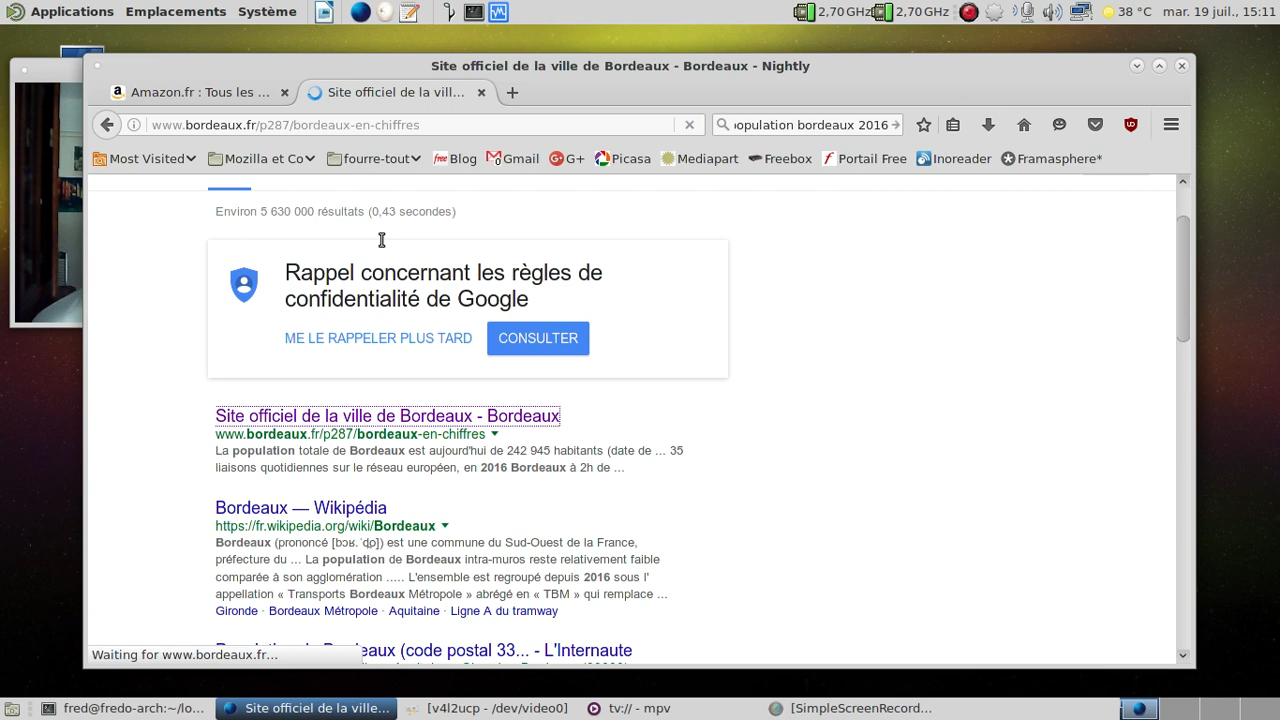 Applications Emplacements Système 2,70 GHz 2,70 GHz 38 °C mar. 19 juil., 15:11
Site officiel de la ville de Bordeaux - Bordeaux - Nightly
Amazon.fr : Tous les ... Site officiel de la vill...
www.bordeaux.fr/p287/bordeaux-en-chiffres opulation bordeaux 2016
Most Visited Mozilla et Co fourre-tout free Blog Gmail G+ Picasa Mediapart Freebox Portail Free Inoreader Framasphere*
Environ 5 630 000 résultats (0,43 secondes)
Rappel concernant les règles de
confidentialité de Google
ME LE RAPPELER PLUS TARD CONSULTER
Site officiel de la ville de Bordeaux - Bordeaux
www.bordeaux.fr/p287/bordeaux-en-chiffres
La population totale de Bordeaux est aujourd'hui de 242 945 habitants (date de ... 35
liaisons quotidiennes sur le réseau européen, en 2016 Bordeaux à 2h de ...
Bordeaux — Wikipédia
https://fr.wikipedia.org/wiki/Bordeaux
Bordeaux (prononcé [bɔʁ.ˈdo]) est une commune du Sud-Ouest de la France,
préfecture du ... La population de Bordeaux intra-muros reste relativement faible
comparée à son agglomération ..... L'ensemble est regroupé depuis 2016 sous l'
appellation « Transports Bordeaux Métropole » abrégé en « TBM » qui remplace ...
Gironde · Bordeaux Métropole · Aquitaine · Ligne A du tramway
Population de Bordeaux (code postal 33... - L'Internaute
Waiting for www.bordeaux.fr...
fred@fredo-arch:~/lo... Site officiel de la ville... [v4l2ucp - /dev/video0] tv:// - mpv [SimpleScreenRecord...